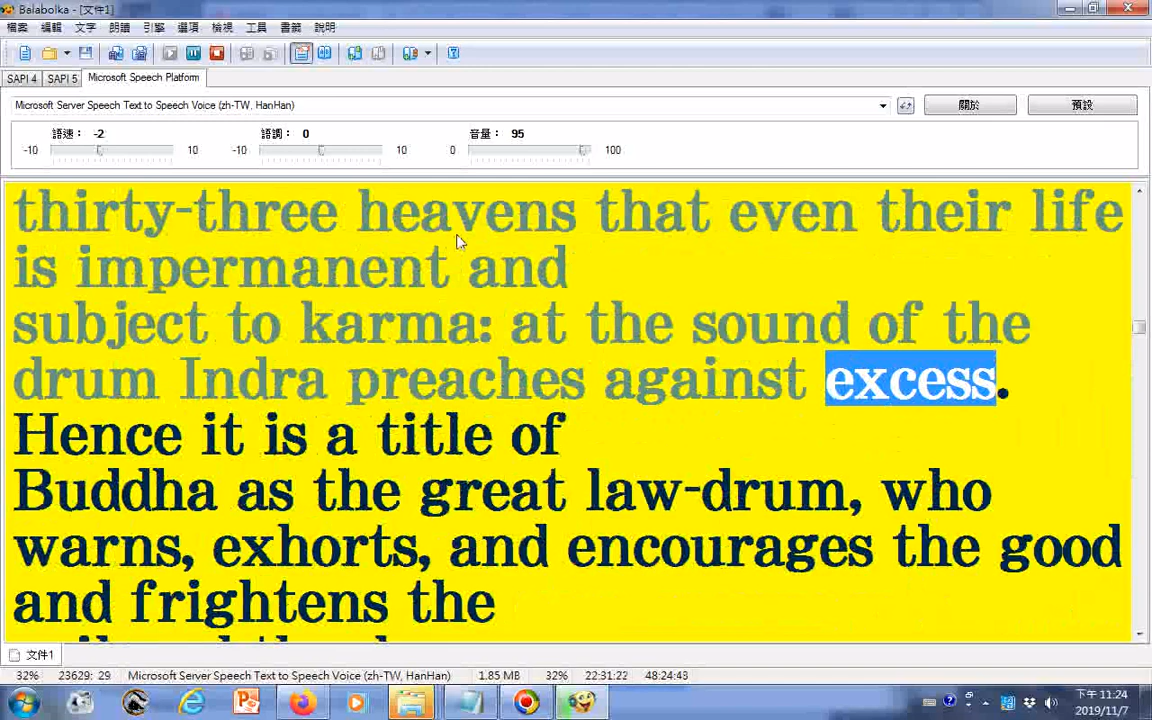 Balabolka - [文件1]
檔案 編輯 文字 朗讀 引擎 選項 檢視 工具 書籤 說明
SAPI 4 SAPI 5 Microsoft Speech Platform
Microsoft Server Speech Text to Speech Voice (zh-TW, HanHan) 關於 預設
語速： -2 語調： 0 音量： 95
-10 10 -10 10 0 100
thirty-three heavens that even their life
is impermanent and
subject to karma: at the sound of the
drum Indra preaches against excess.
Hence it is a title of
Buddha as the great law-drum, who
warns, exhorts, and encourages the good
and frightens the
文件1
32% 23629: 29 Microsoft Server Speech Text to Speech Voice (zh-TW, HanHan) 1.85 MB 32% 22:31:22 48:24:43
下午 11:24
2019/11/7